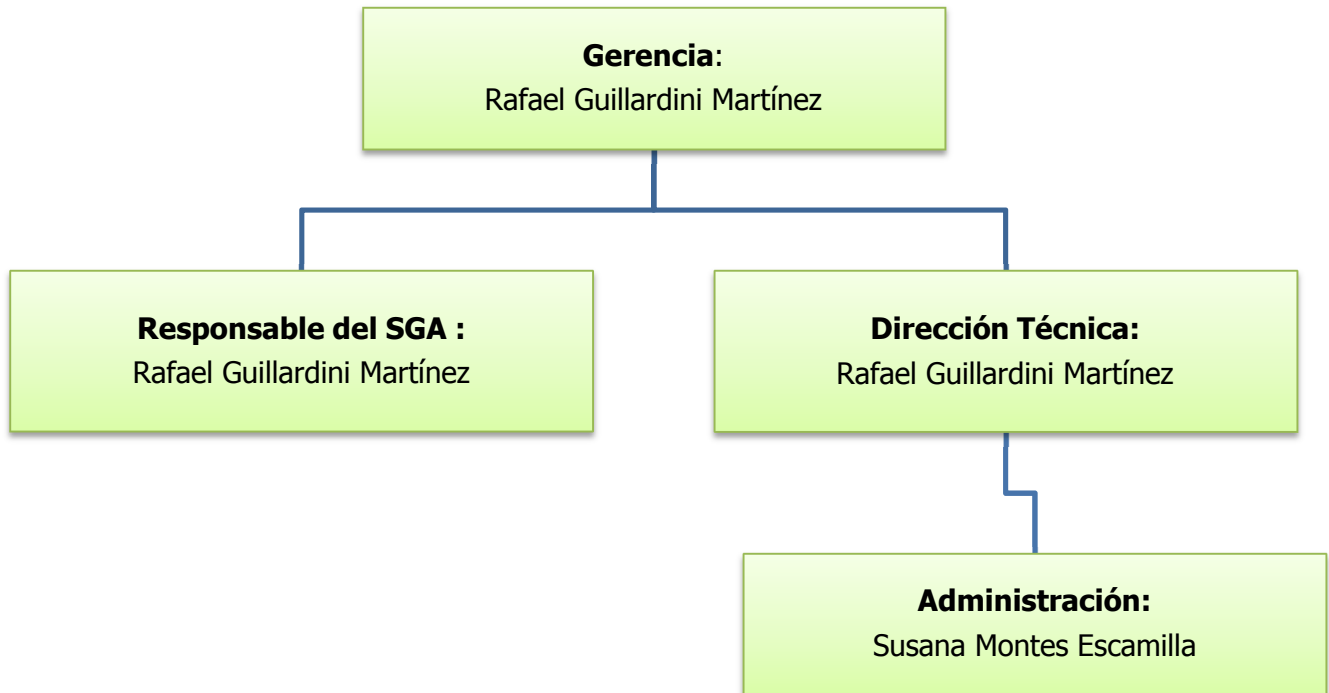 Gerencia:
Rafael Guillardini Martínez
Responsable del SGA :
Rafael Guillardini Martínez
Dirección Técnica:
Rafael Guillardini Martínez
Administración:
Susana Montes Escamilla